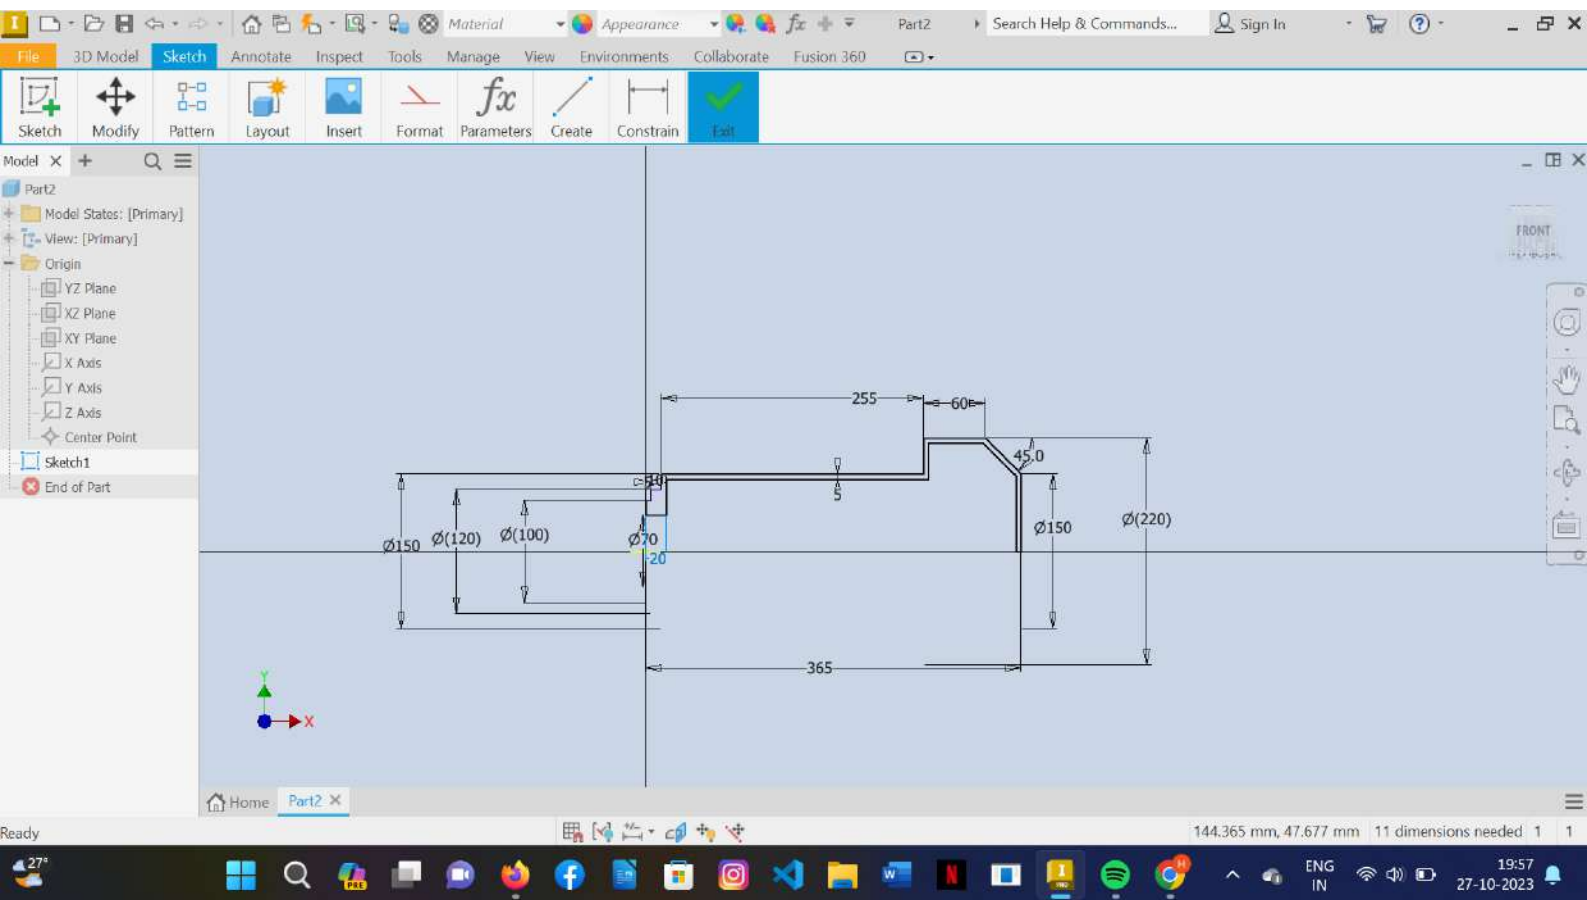 I Material Appearance fx Part2 Search Help & Commands... Sign In ?
File 3D Model Sketch Annotate Inspect Tools Manage View Environments Collaborate Fusion 360
fx
Sketch Modify Pattern Layout Insert Format Parameters Create Constrain Exit
Model X +
Part2
Model States: [Primary]
View: [Primary]
Origin
YZ Plane
XZ Plane
XY Plane
X Axis
Y Axis
Z Axis
Center Point
Sketch1
End of Part
FRONT
255
60
45.0
5
Ø150
Ø(120)
Ø(100)
Ø70
20
Ø150
Ø(220)
365
Y
X
Home Part2
Ready 144.365 mm, 47.677 mm 11 dimensions needed 1 1
27°
PRE
W
N
I
PRO
H
ENG
IN
19:57
27-10-2023